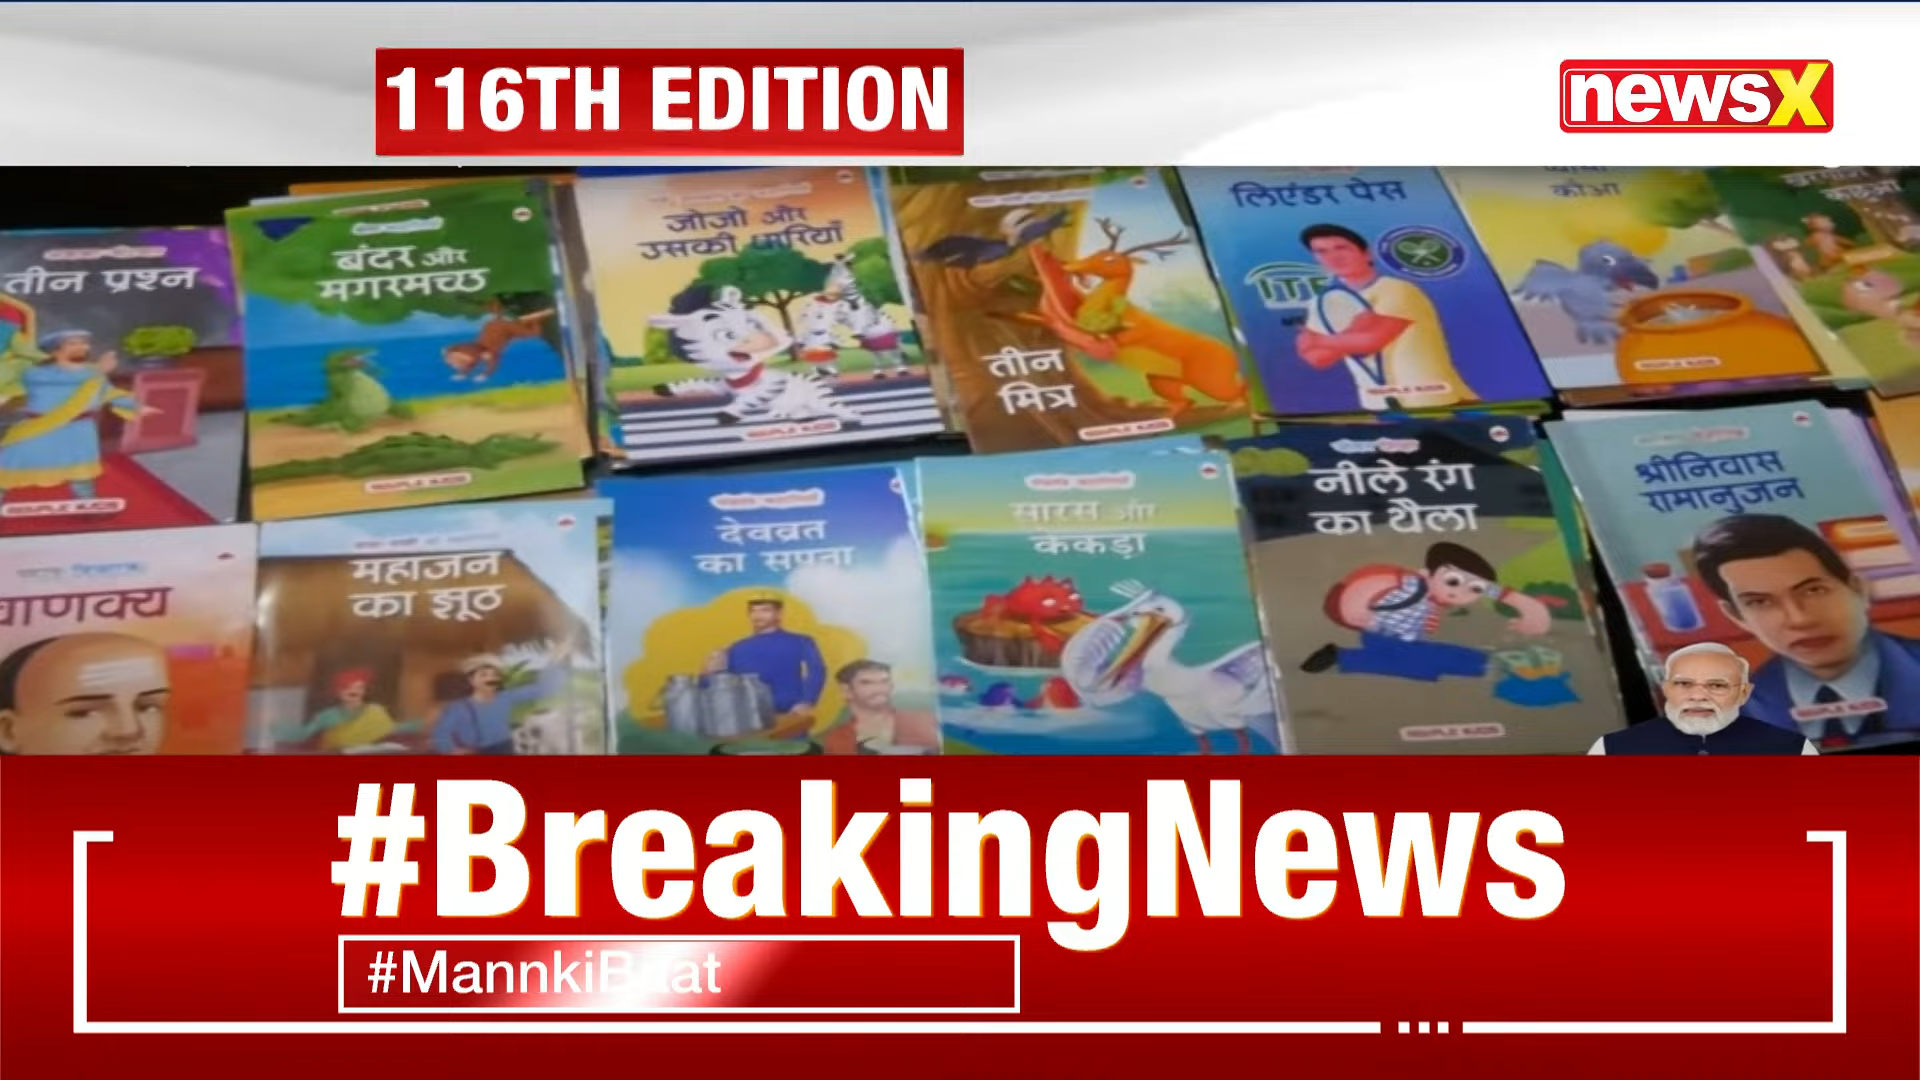 116TH EDITION
newsX
तीन प्रश्न
बंदर और
मगरमच्छ
जोजो और
उसकी धारियाँ
तीन
मित्र
लिएंडर पेस
कौआ
महाजन
का झूठ
देवव्रत
का सपना
सारस और
केकड़ा
नीले रंग
का थैला
श्रीनिवास
रामानुजन
#BreakingNews
#MannkiBaat